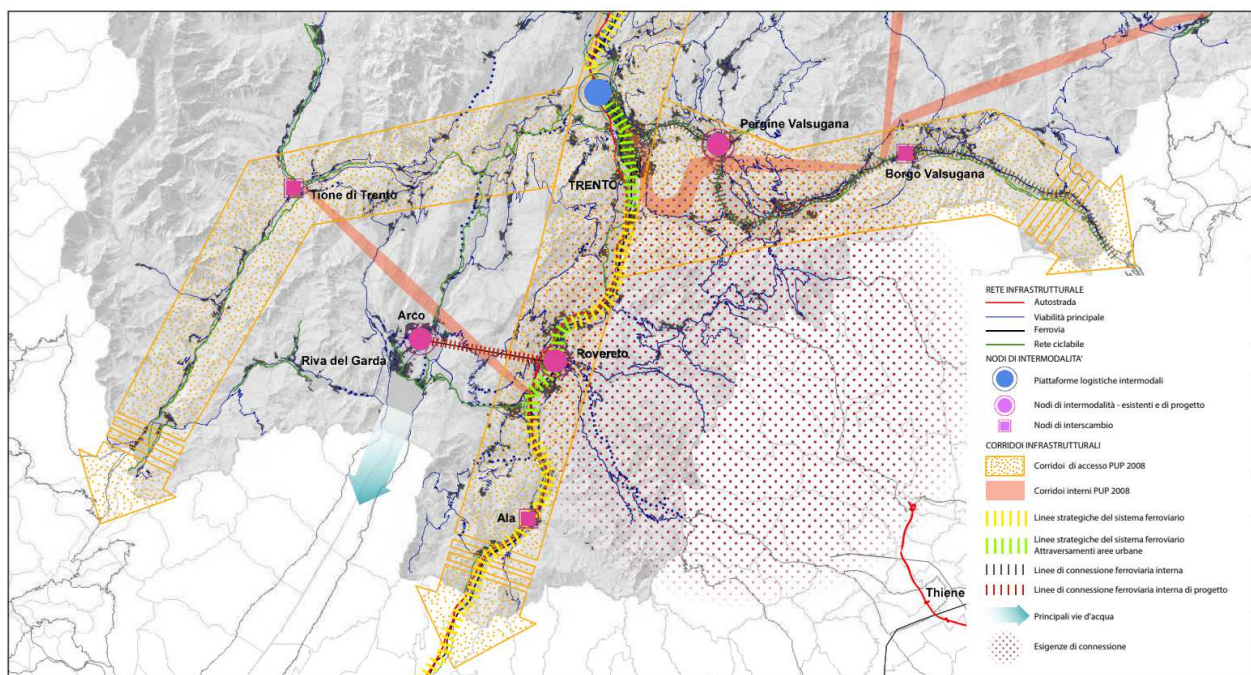 Pergine Valsugana
Borgo Valsugana
TRENTO
Tione di Trento
Arco
Riva del Garda
Rovereto
Ala
Thiene
RETE INFRASTRUTTURALE
Autostrada
Viabilità principale
Ferrovia
Rete ciclabile
NODI DI INTERMODALITA'
Piattaforme logistiche intermodali
Nodi di intermodalità - esistenti e di progetto
Nodi di interscambio
CORRIDOI INFRASTRUTTURALI
Corridoi di accesso PUP 2008
Corridoi interni PUP 2008
Linee strategiche del sistema ferroviario
Linee strategiche del sistema ferroviario
Attraversamenti aree urbane
Linee di connessione ferroviaria interna
Linee di connessione ferroviaria interna di progetto
Principali vie d'acqua
Esigenze di connessione